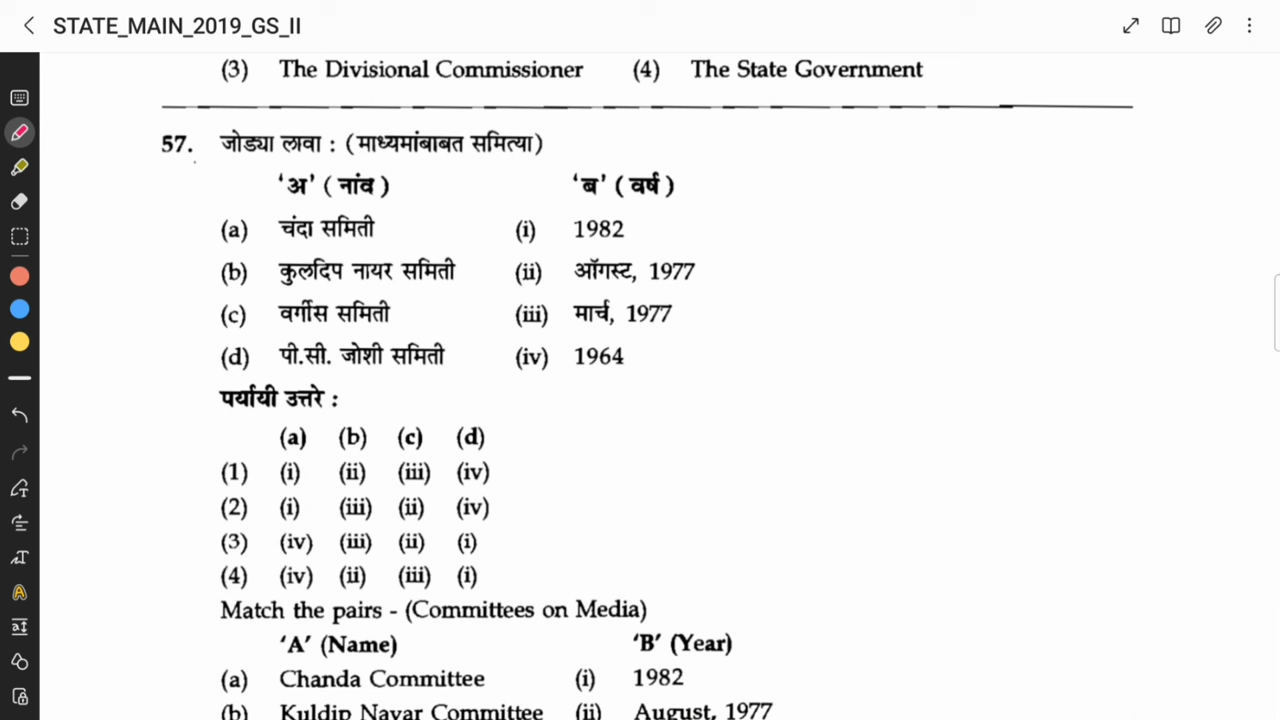 STATE_MAIN_2019_GS_II
(3) The Divisional Commissioner (4) The State Government
57. जोड्या लावा : (माध्यमांबाबत समित्या)
'अ' ( नांव ) 'ब' ( वर्ष )
(a) चंदा समिती (i) 1982
(b) कुलदिप नायर समिती (ii) ऑगस्ट, 1977
(c) वर्गीस समिती (iii) मार्च, 1977
(d) पी.सी. जोशी समिती (iv) 1964
पर्यायी उत्तरे :
(a) (b) (c) (d)
(1) (i) (ii) (iii) (iv)
(2) (i) (iii) (ii) (iv)
(3) (iv) (iii) (ii) (i)
(4) (iv) (ii) (iii) (i)
Match the pairs - (Committees on Media)
'A' (Name) 'B' (Year)
(a) Chanda Committee (i) 1982
(b) Kuldip Nayar Committee (ii) August, 1977